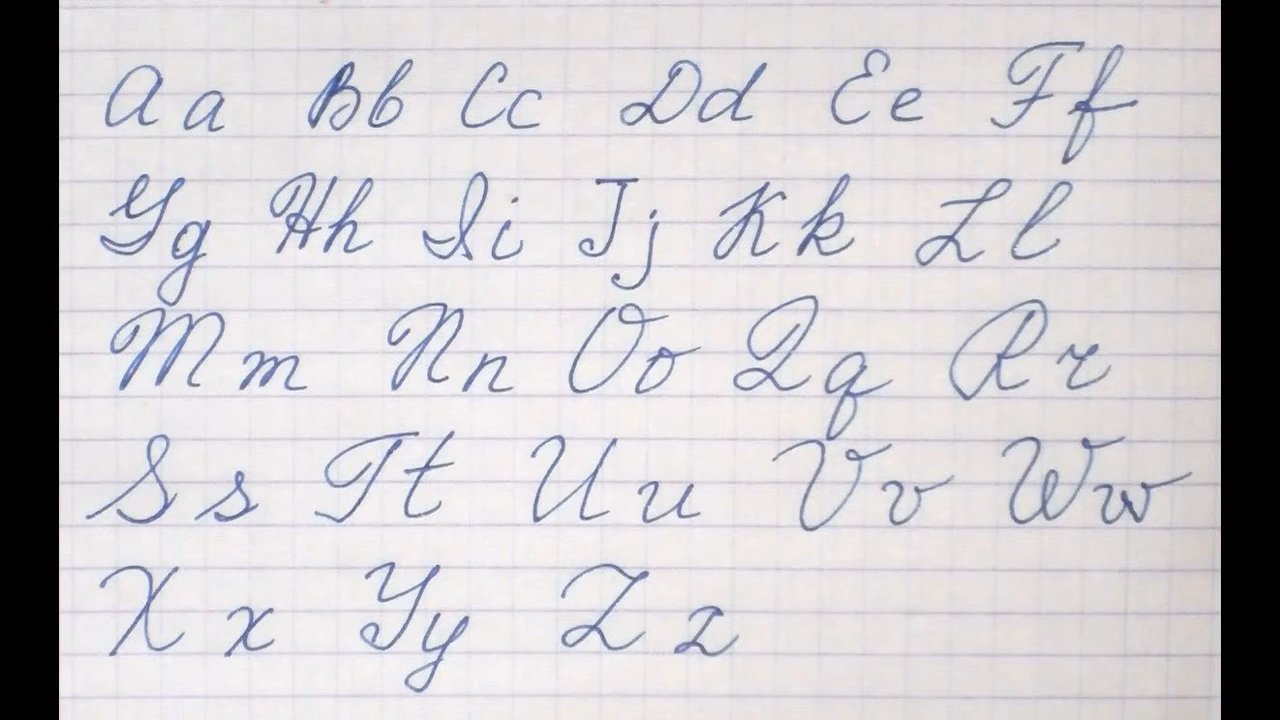 Aa Bb Cc Dd Ee Ff
Gg Hh Ii Jj Kk Ll
Mm Nn Oo Qq Rr
Ss Tt Uu Vv Ww
Xx Yy Zz